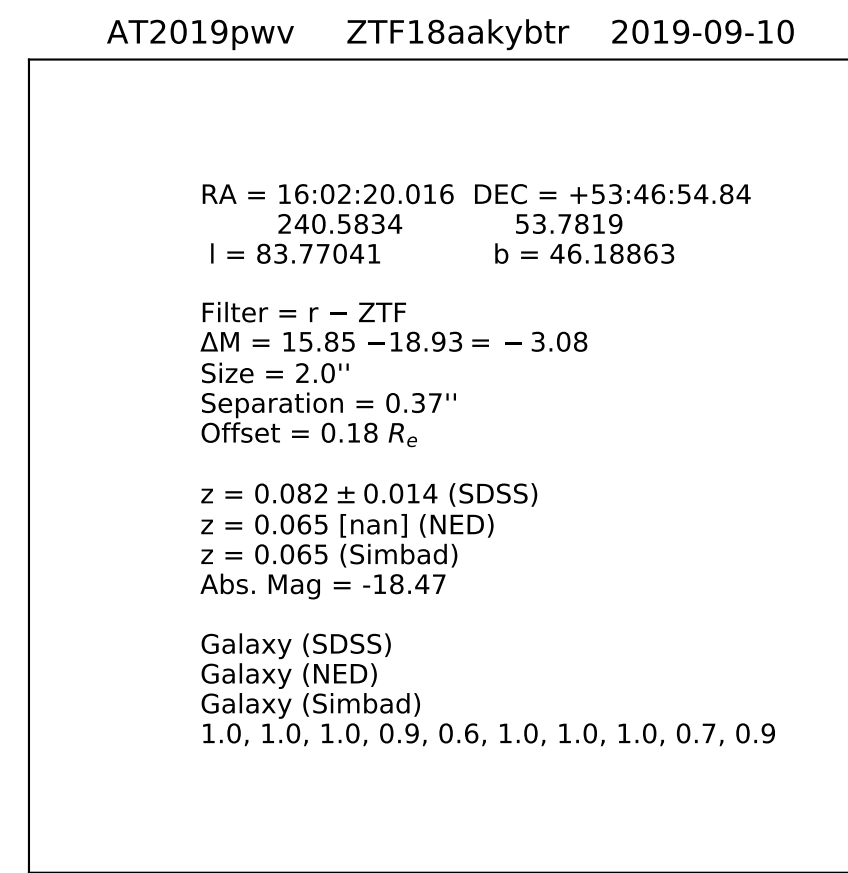 AT2019pwv ZTF18aakybtr 2019-09-10
RA = 16:02:20.016 DEC = +53:46:54.84
240.5834 53.7819
l = 83.77041 b = 46.18863
Filter = r − ZTF
ΔM = 15.85 −18.93 = − 3.08
Size = 2.0''
Separation = 0.37''
Offset = 0.18 Rₑ
z = 0.082 ± 0.014 (SDSS)
z = 0.065 [nan] (NED)
z = 0.065 (Simbad)
Abs. Mag = -18.47
Galaxy (SDSS)
Galaxy (NED)
Galaxy (Simbad)
1.0, 1.0, 1.0, 0.9, 0.6, 1.0, 1.0, 1.0, 0.7, 0.9